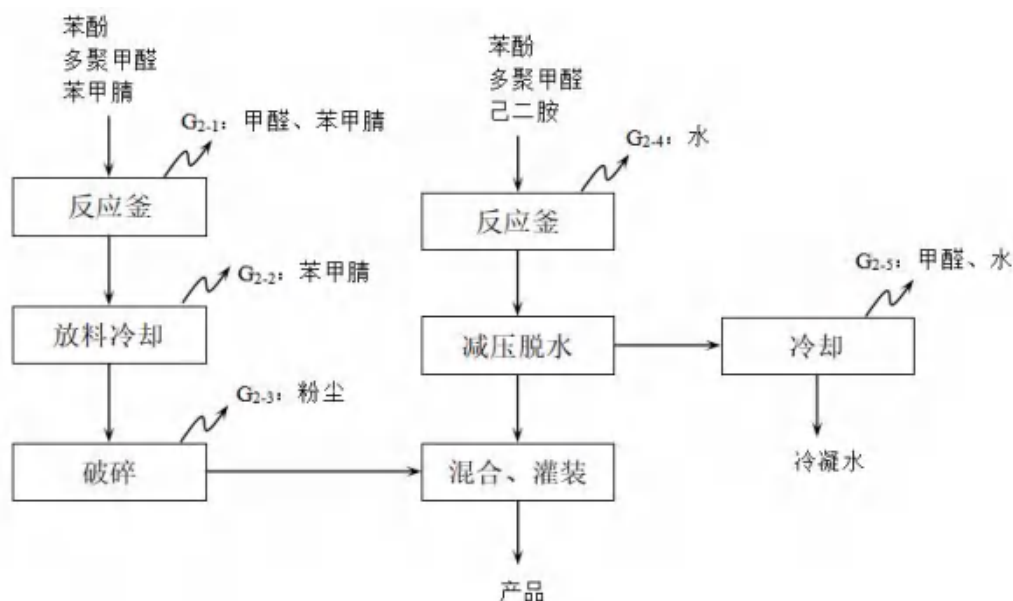 苯酚
多聚甲醛
苯甲腈
G2-1：甲醛、苯甲腈
反应釜
G2-2：苯甲腈
放料冷却
G2-3：粉尘
破碎
苯酚
多聚甲醛
己二胺
G2-4：水
反应釜
减压脱水
G2-5：甲醛、水
冷却
冷凝水
混合、灌装
产品